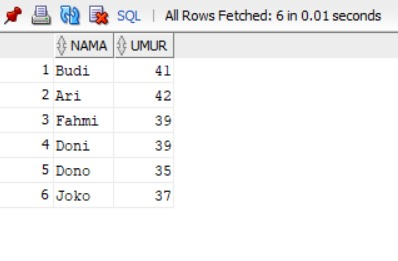 SQL | All Rows Fetched: 6 in 0.01 seconds
NAMA UMUR
1 Budi 41
2 Ari 42
3 Fahmi 39
4 Doni 39
5 Dono 35
6 Joko 37